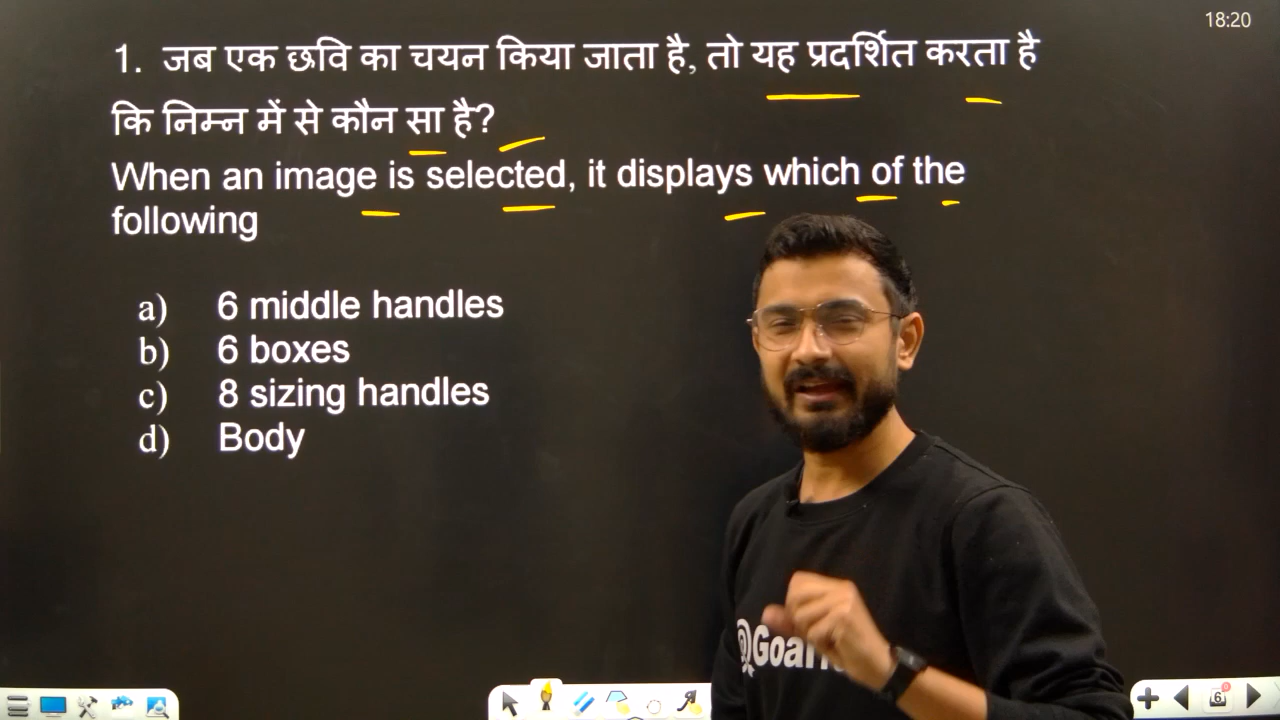 18:20
1. जब एक छवि का चयन किया जाता है, तो यह प्रदर्शित करता है
कि निम्न में से कौन सा है?
When an image is selected, it displays which of the
following
a) 6 middle handles
b) 6 boxes
c) 8 sizing handles
d) Body